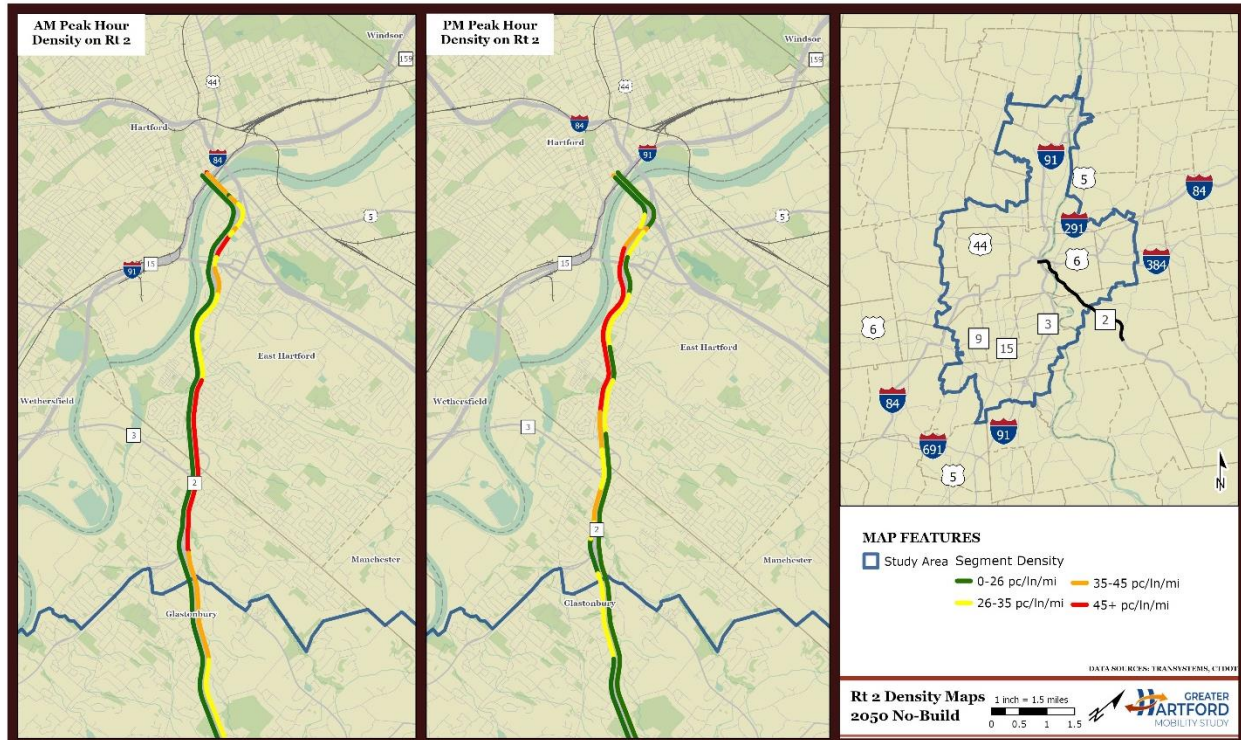 AM Peak Hour
Density on Rt 2
Windsor
159
44
Hartford
84
5
91
15
East Hartford
Wethersfield
3
2
Manchester
Glastonbury
PM Peak Hour
Density on Rt 2
Windsor
159
44
84
Hartford
91
5
15
East Hartford
Wethersfield
3
2
Manchester
Glastonbury
91
5
84
291
44
6
384
6
3
2
9
15
84
91
691
5
N
MAP FEATURES
Study Area Segment Density
0-26 pc/ln/mi 35-45 pc/ln/mi
26-35 pc/ln/mi 45+ pc/ln/mi
DATA SOURCES: TRANSYSTEMS, CTDOT
Rt 2 Density Maps
2050 No-Build
1 inch = 1.5 miles
0 0.5 1 1.5
N
GREATER
HARTFORD
MOBILITY STUDY